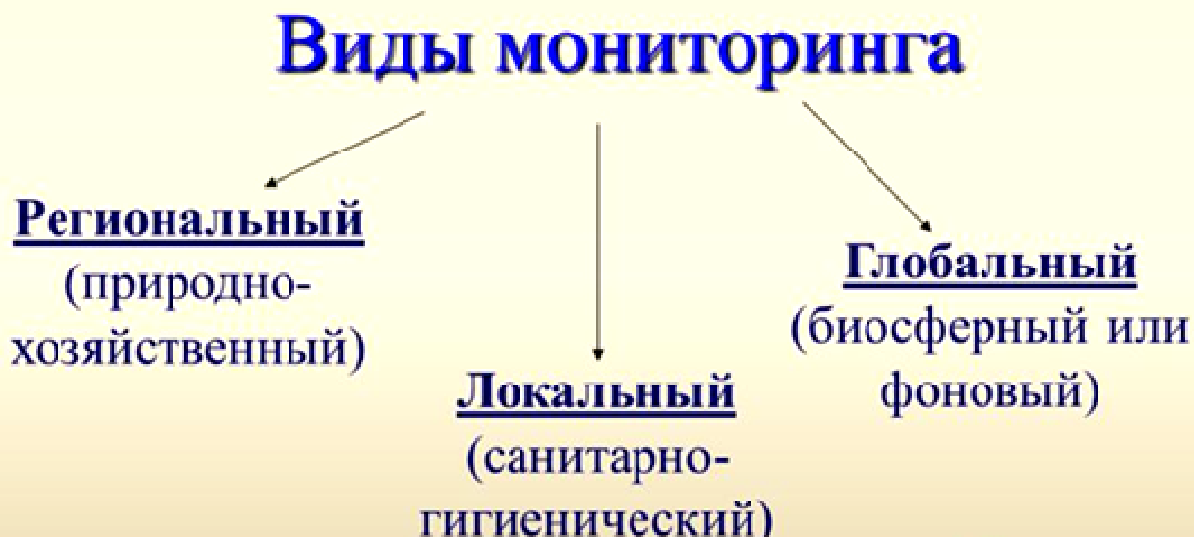 Виды мониторинга
Региональный
(природно-
хозяйственный)
Локальный
(санитарно-
гигиенический)
Глобальный
(биосферный или
фоновый)